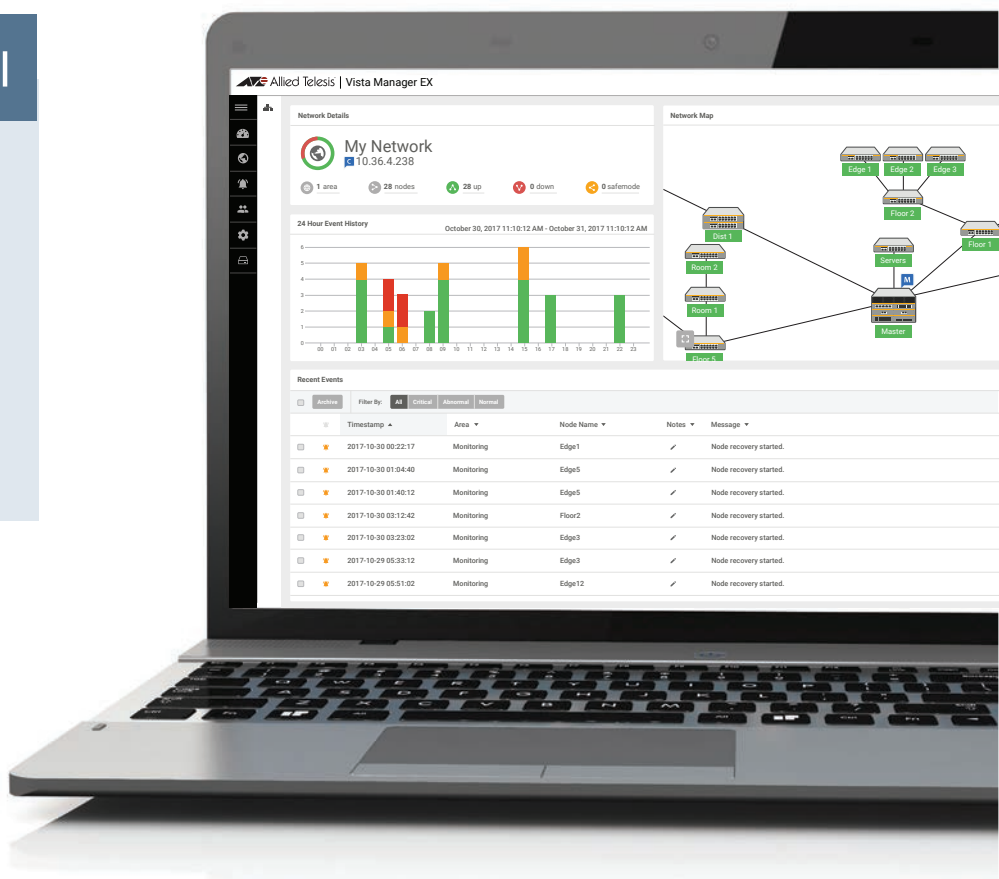 Allied Telesis | Vista Manager EX
Network Details
My Network
C 10.36.4.238
1 area
28 nodes
28 up
0 down
0 safemode
24 Hour Event History
October 30, 2017 11:10:12 AM - October 31, 2017 11:10:12 AM
6
5
4
3
2
1
0
00 01 02 03 04 05 06 07 08 09 10 11 12 13 14 15 16 17 18 19 20 21 22 23
Network Map
Edge 1
Edge 2
Edge 3
Floor 2
Dist 1
Floor 1
Room 2
Servers
M
Room 1
Master
Floor 5
Recent Events
Archive
Filter By:
All
Critical
Abnormal
Normal
Timestamp Area Node Name Notes Message
2017-10-30 00:22:17 Monitoring Edge1 Node recovery started.
2017-10-30 01:04:40 Monitoring Edge5 Node recovery started.
2017-10-30 01:40:12 Monitoring Edge5 Node recovery started.
2017-10-30 03:12:42 Monitoring Floor2 Node recovery started.
2017-10-30 03:23:02 Monitoring Edge3 Node recovery started.
2017-10-29 05:33:12 Monitoring Edge3 Node recovery started.
2017-10-29 05:51:02 Monitoring Edge12 Node recovery started.
Q W E R T Y U
A S D F G H J K L
Z X C V B N M
Fn Alt Alt Ctrl Fn